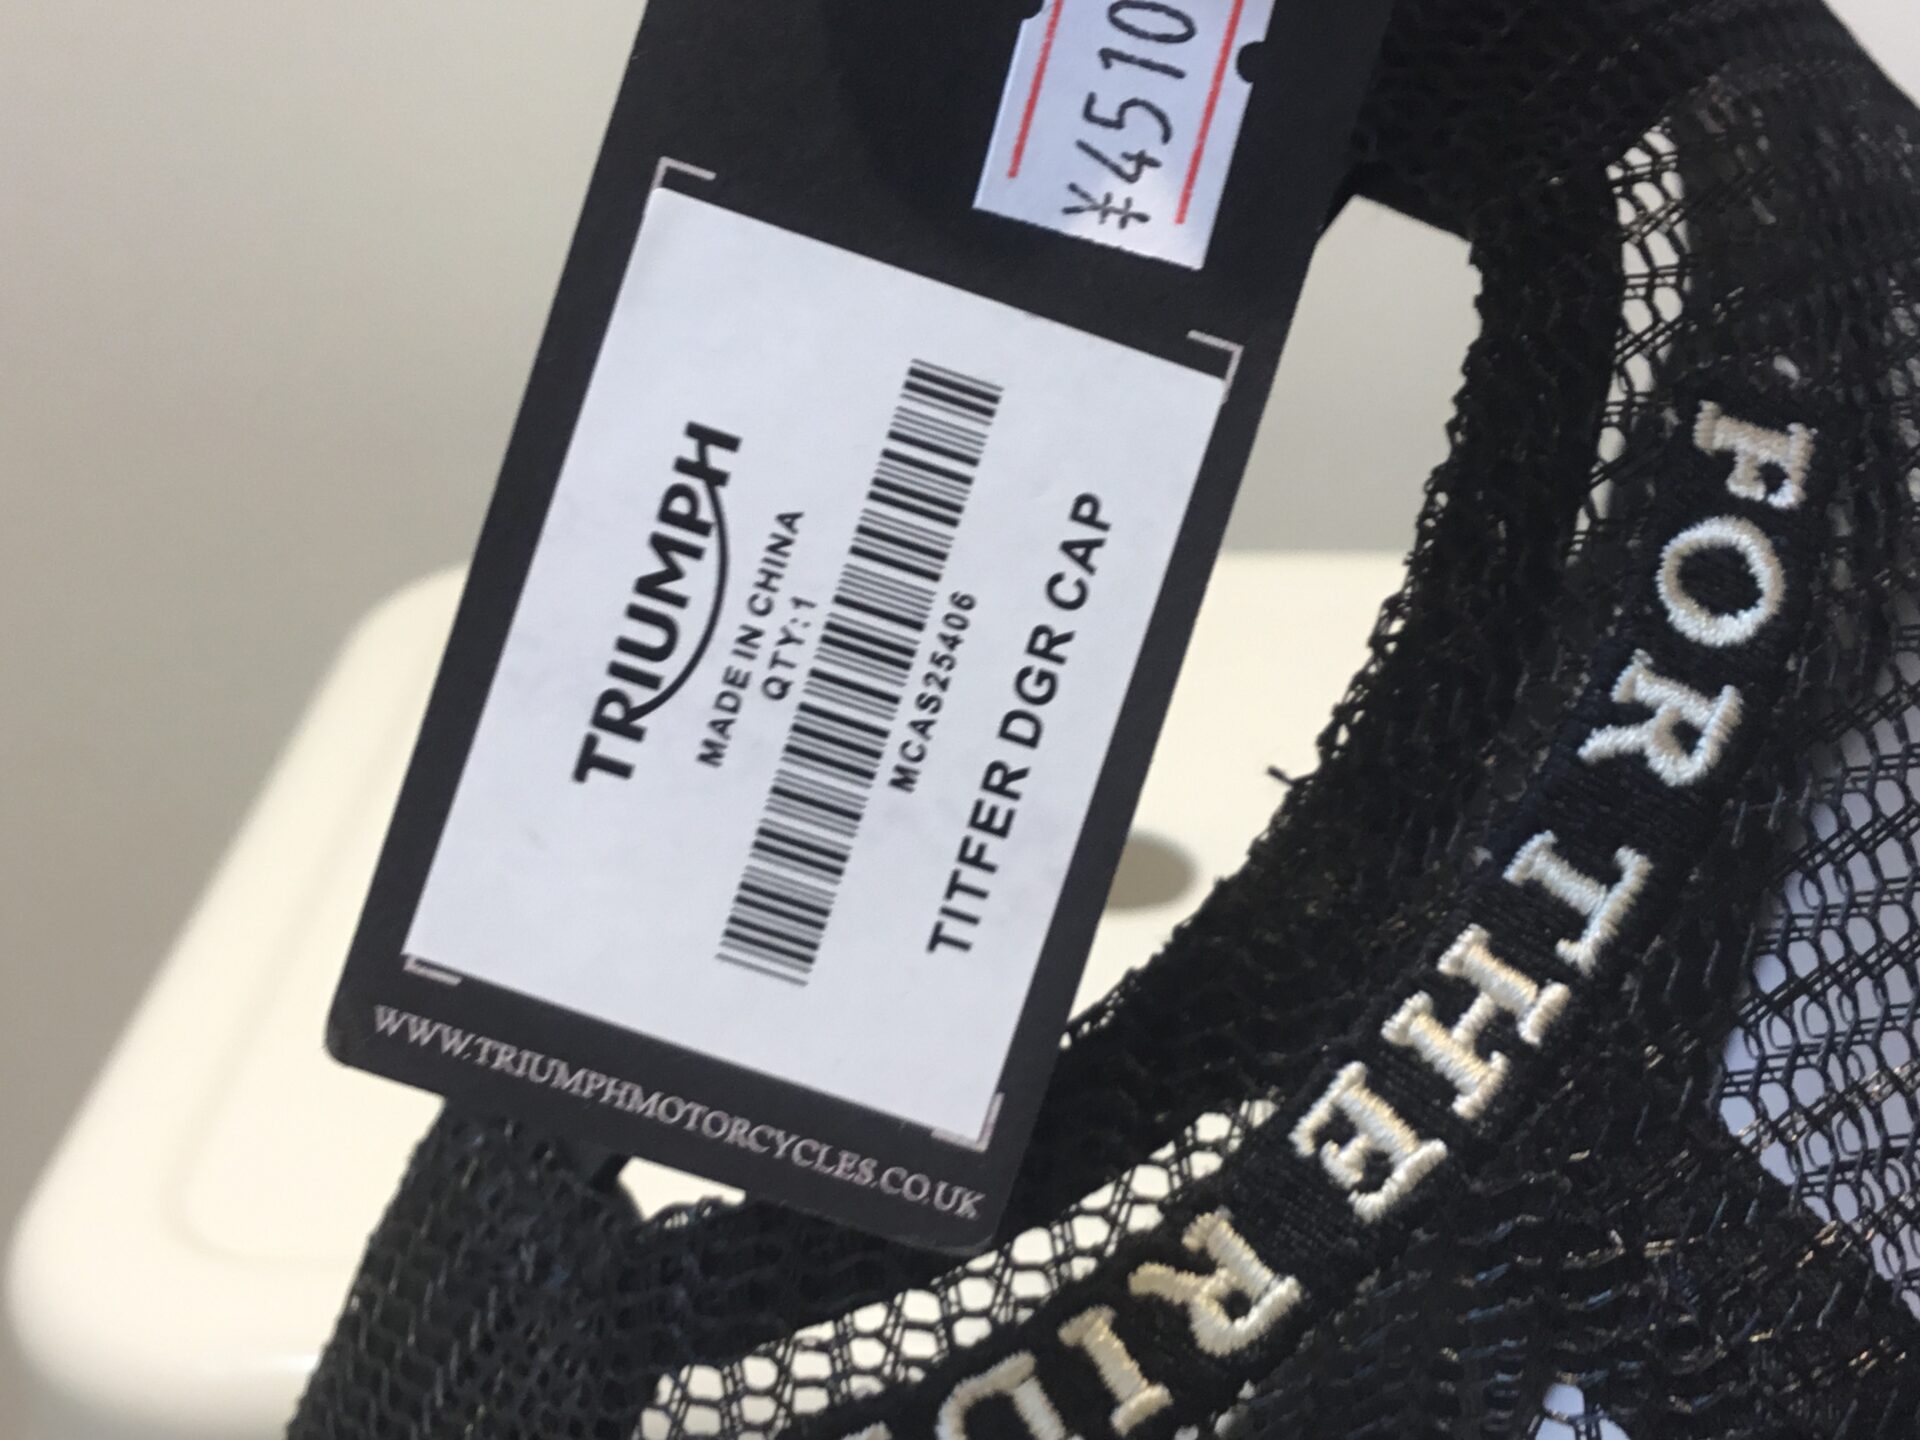 ¥4510
TRIUMPH
MADE IN CHINA
QTY: 1
MCAS25406
TITFER DGR CAP
WWW.TRIUMPHMOTORCYCLES.CO.UK
FOR THE RID